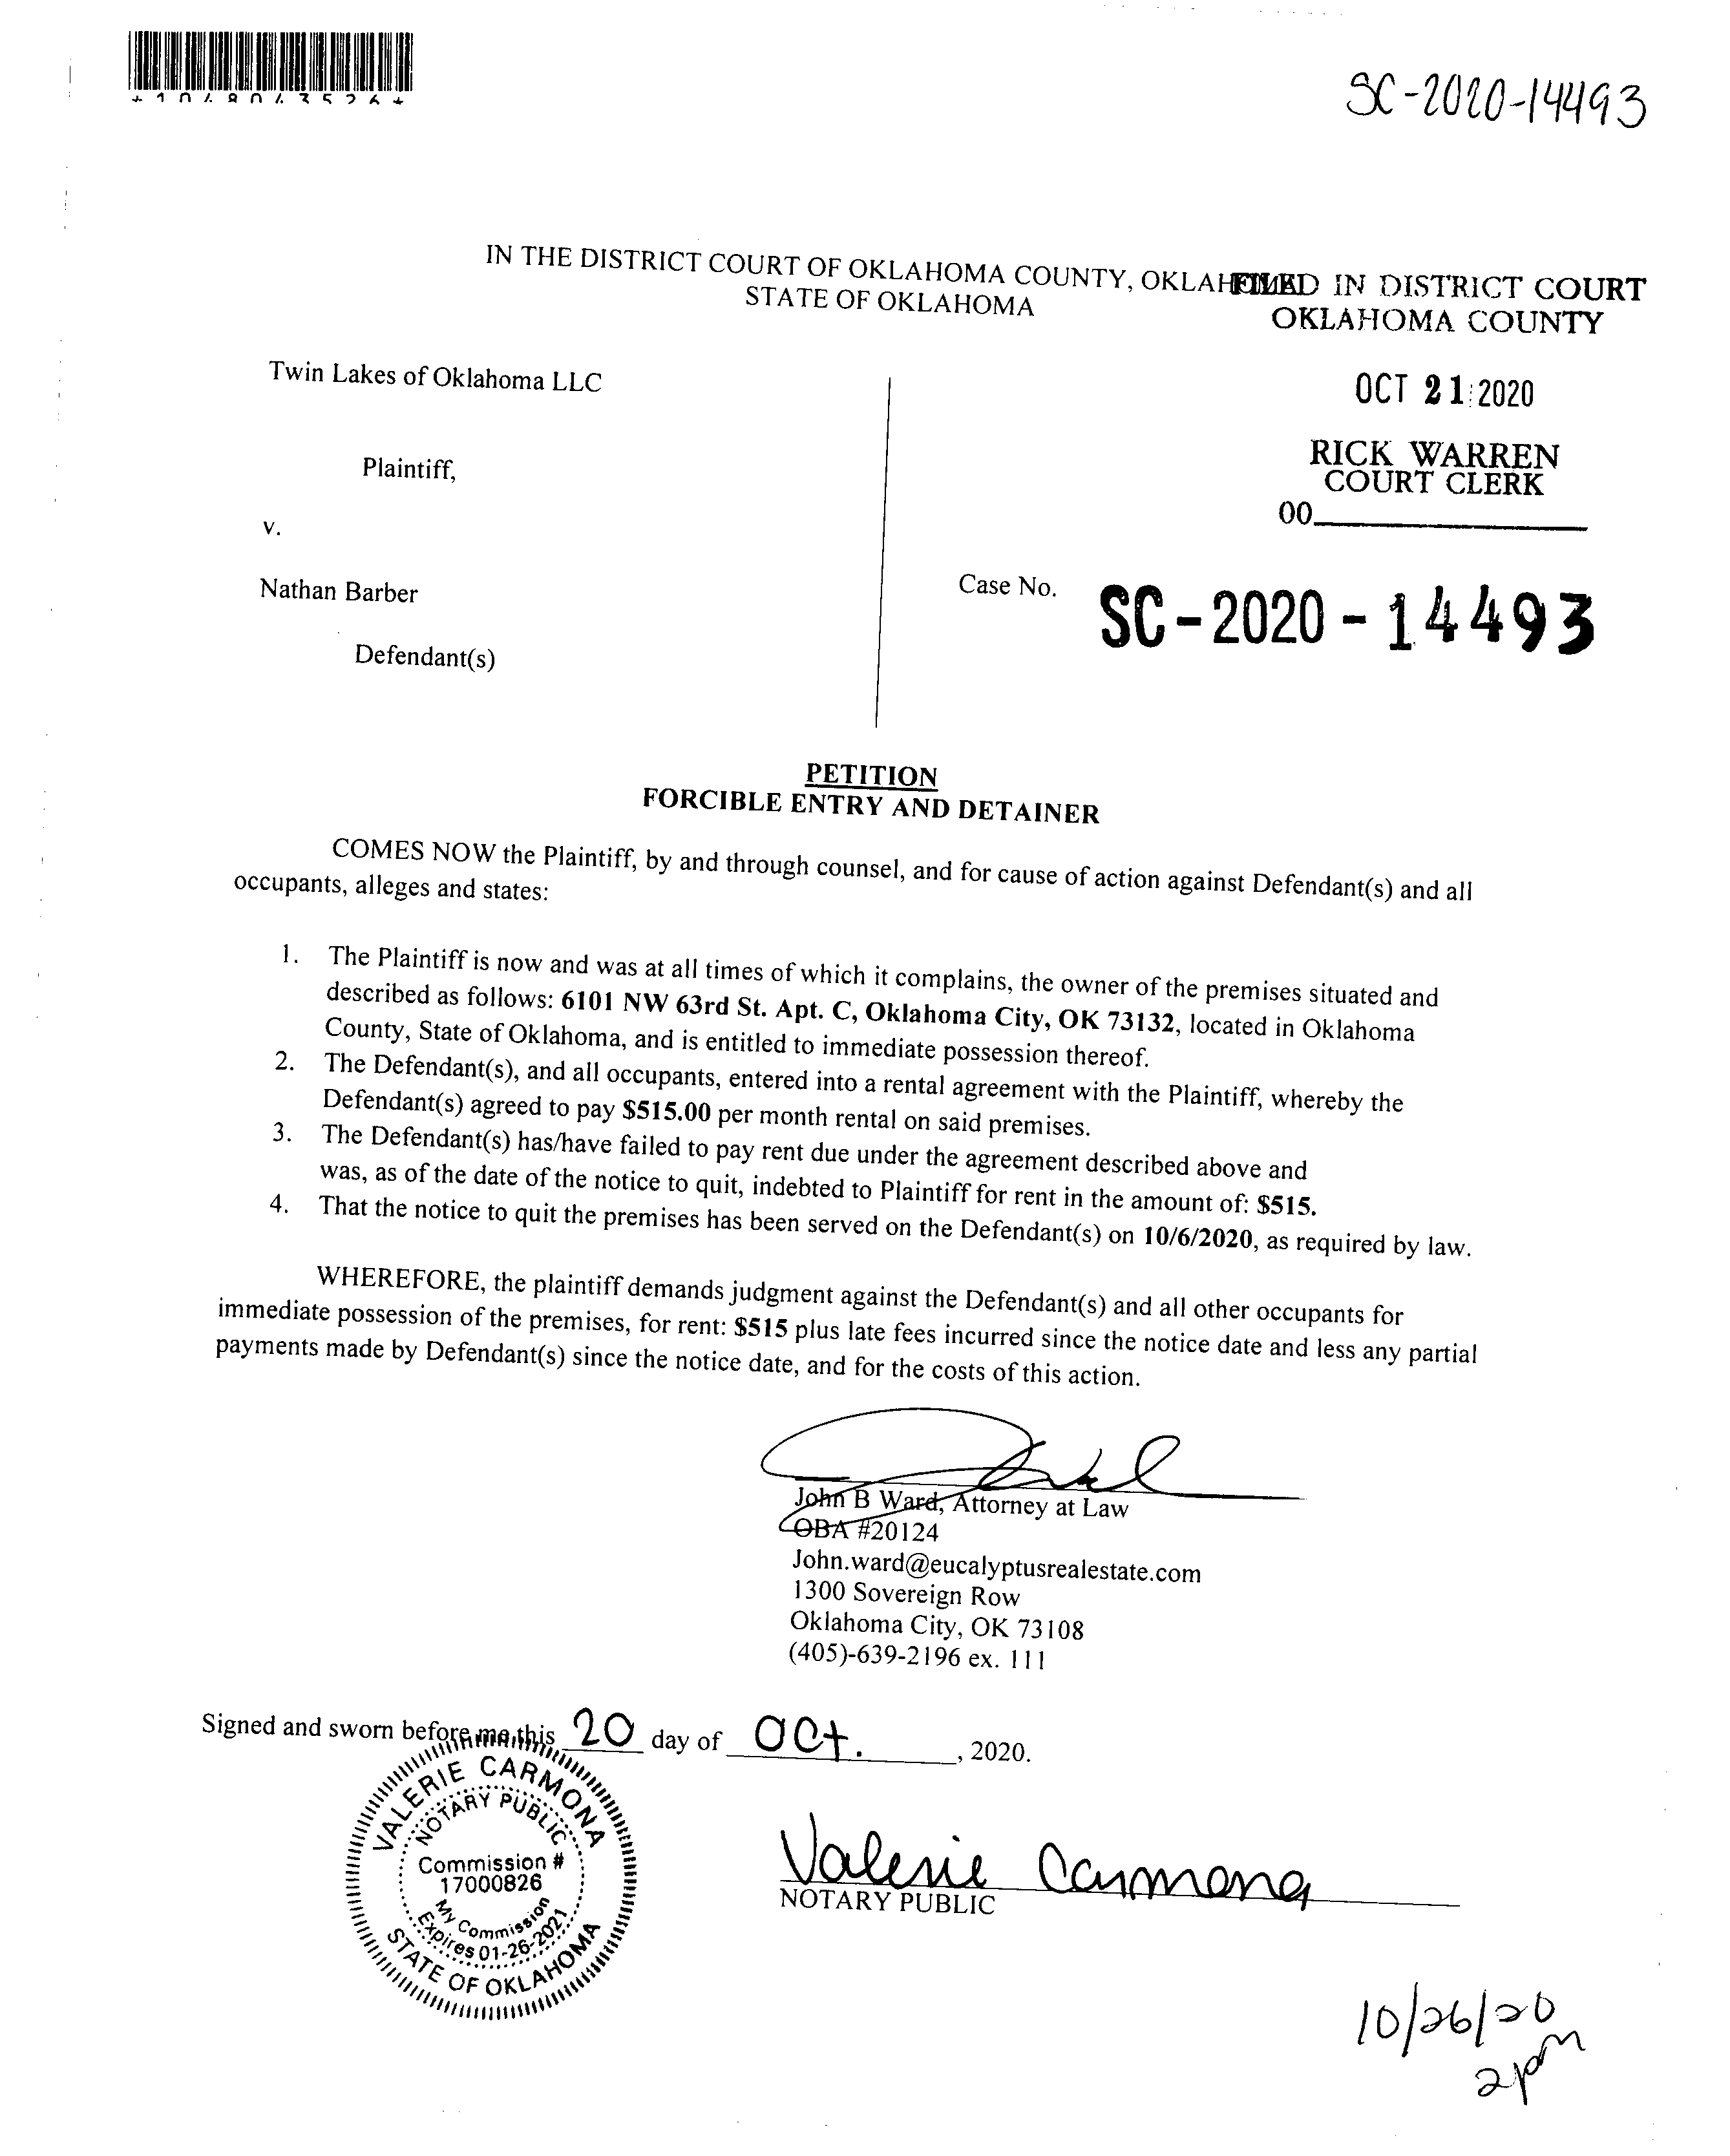 SC-2020-14493
IN THE DISTRICT COURT OF OKLAHOMA COUNTY,
STATE OF OKLAHOMA
FILED IN DISTRICT COURT
OKLAHOMA COUNTY
OCT 21 2020
RICK WARREN
COURT CLERK
00
Twin Lakes of Oklahoma LLC
Plaintiff,
v.
Nathan Barber
Defendant(s)
Case No. SC-2020-14493
PETITION
FORCIBLE ENTRY AND DETAINER
COMES NOW the Plaintiff, by and through counsel, and for cause of action against Defendant(s) and all
occupants, alleges and states:
1. The Plaintiff is now and was at all times of which it complains, the owner of the premises situated and
described as follows: 6101 NW 63rd St. Apt. C, Oklahoma City, OK 73132, located in Oklahoma
County, State of Oklahoma, and is entitled to immediate possession thereof.
2. The Defendant(s), and all occupants, entered into a rental agreement with the Plaintiff, whereby the
Defendant(s) agreed to pay $515.00 per month rental on said premises.
3. The Defendant(s) has/have failed to pay rent due under the agreement described above and
was, as of the date of the notice to quit, indebted to Plaintiff for rent in the amount of: $515.
4. That the notice to quit the premises has been served on the Defendant(s) on 10/6/2020, as required by law.
WHEREFORE, the plaintiff demands judgment against the Defendant(s) and all other occupants for
immediate possession of the premises, for rent: $515 plus late fees incurred since the notice date and less any partial
payments made by Defendant(s) since the notice date, and for the costs of this action.
John B Ward, Attorney at Law
OBA #20124
John.ward@eucalyptusrealestate.com
1300 Sovereign Row
Oklahoma City, OK 73108
(405)-639-2196 ex. 111
Signed and sworn before me this 20 day of Oct., 2020.
VALERIE CARMONA
NOTARY PUBLIC
Commission #
17000826
My Commission
Expires 01-26-2021
STATE OF OKLAHOMA
Valerie Carmona
NOTARY PUBLIC
10/26/20
2pm